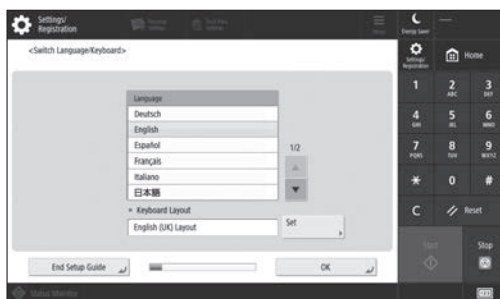 Settings/
Registration
Energy Saver
<Switch Language/Keyboard>
Settings/
Registration
Home
Language
Deutsch
English
Español
Français
Italiano
日本語
1/2
• Keyboard Layout
English (UK) Layout
Set
End Setup Guide
OK
1
2
ABC
3
DEF
4
GHI
5
JKL
6
MNO
7
PQRS
8
TUV
9
WXYZ
*
0
#
C
Reset
Start
Stop
Status Monitor